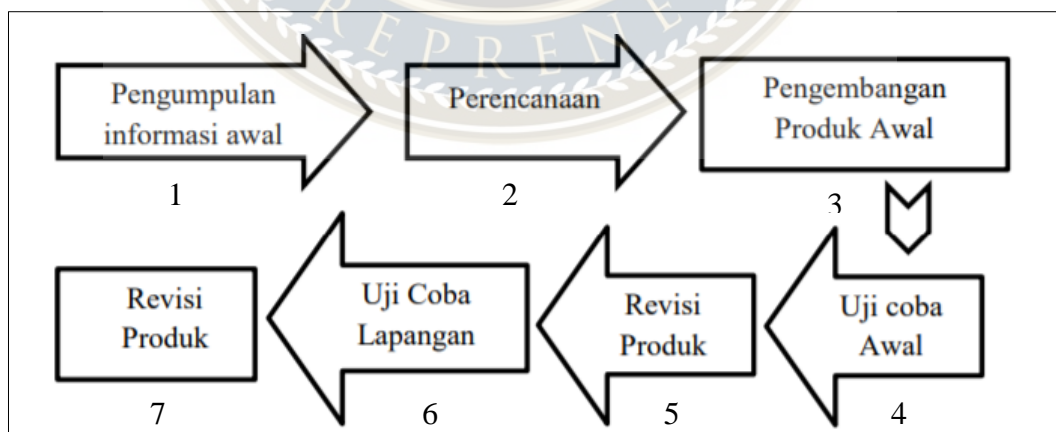 REPRENE
Pengumpulan
informasi awal
1
Perencanaan
2
Pengembangan
Produk Awal
3
Uji coba
Awal
4
Revisi
Produk
5
Uji Coba
Lapangan
6
Revisi
Produk
7